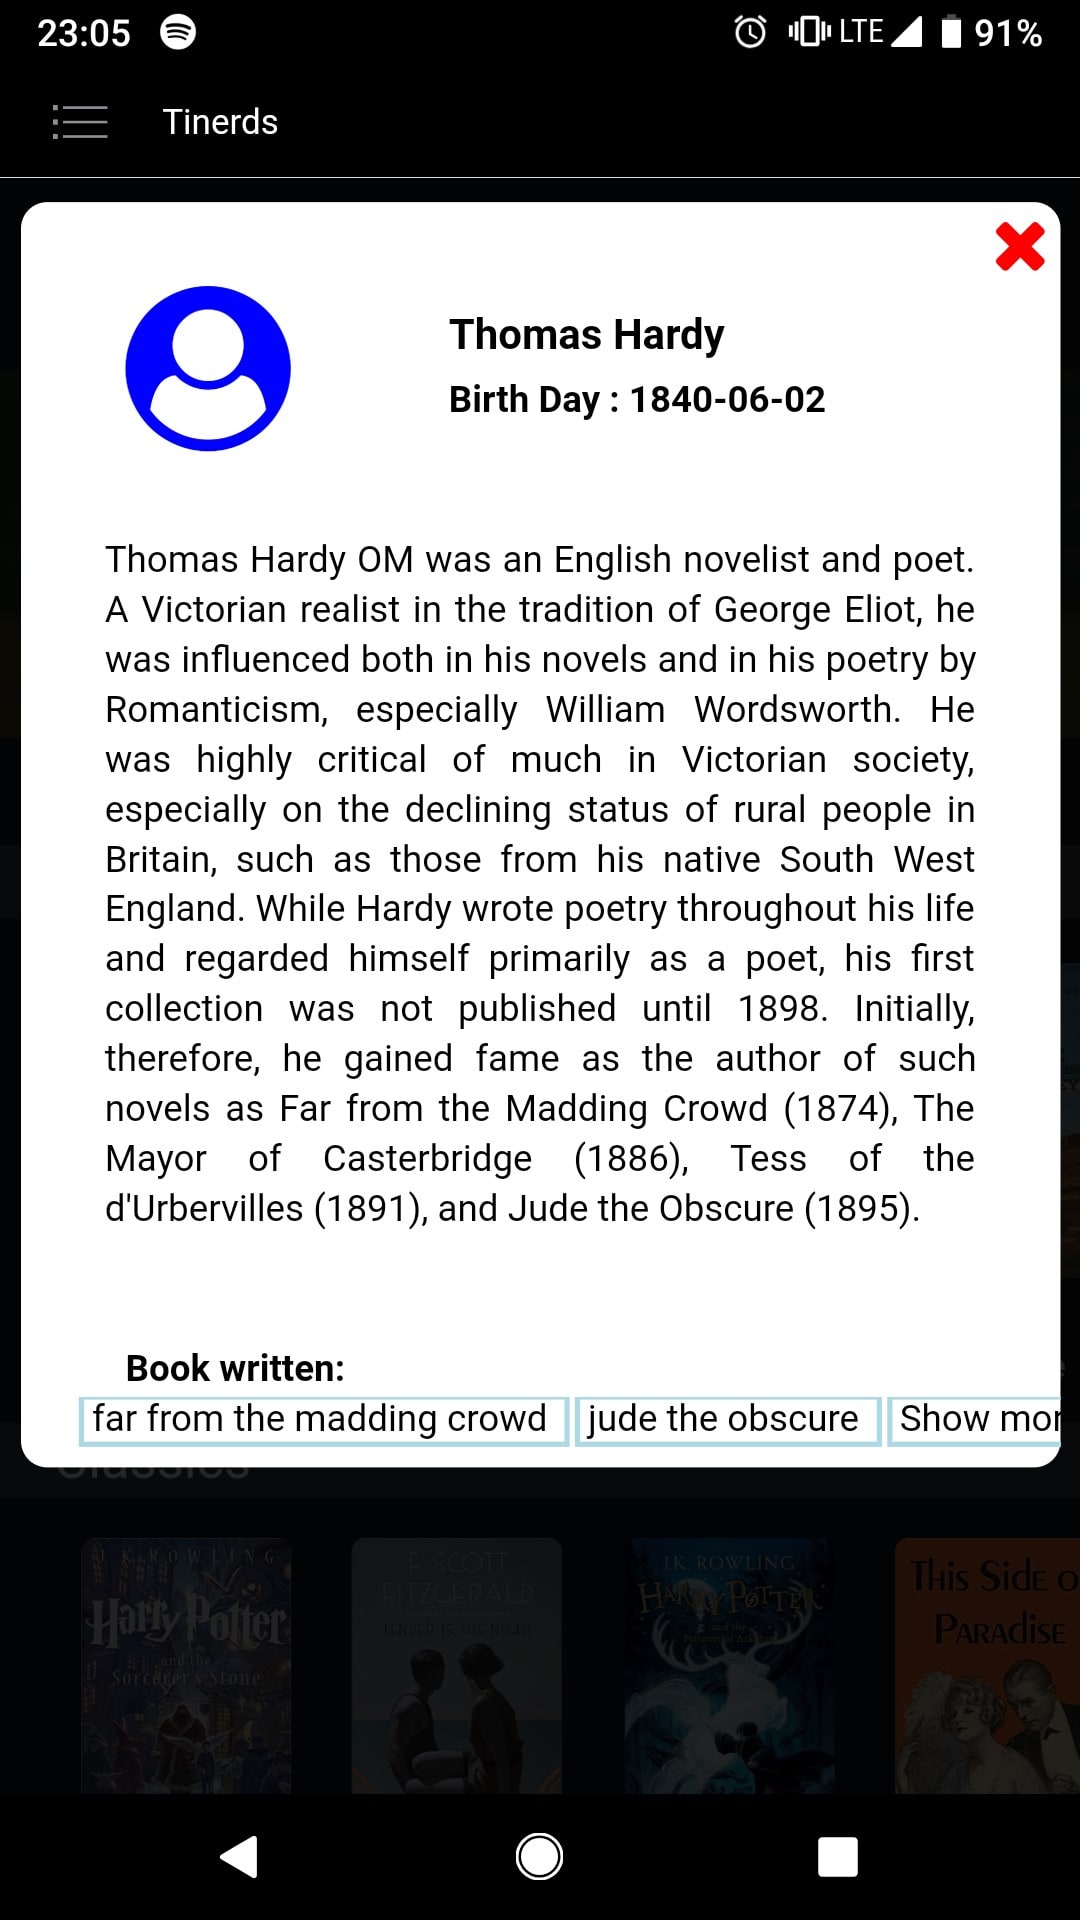 23:05 LTE 91%
Tinerds
Thomas Hardy
Birth Day : 1840-06-02
Thomas Hardy OM was an English novelist and poet.
A Victorian realist in the tradition of George Eliot, he
was influenced both in his novels and in his poetry by
Romanticism, especially William Wordsworth. He
was highly critical of much in Victorian society,
especially on the declining status of rural people in
Britain, such as those from his native South West
England. While Hardy wrote poetry throughout his life
and regarded himself primarily as a poet, his first
collection was not published until 1898. Initially,
therefore, he gained fame as the author of such
novels as Far from the Madding Crowd (1874), The
Mayor of Casterbridge (1886), Tess of the
d'Urbervilles (1891), and Jude the Obscure (1895).
Book written:
far from the madding crowd jude the obscure Show mor
Classics
J. K. ROWLING
Harry Potter
and the
Sorcerer's Stone
F. SCOTT
FITZGERALD
TENDER IS THE NIGHT
J.K. ROWLING
HARRY POTTER
and the
Prisoner of Azkaban
This Side o
Paradise